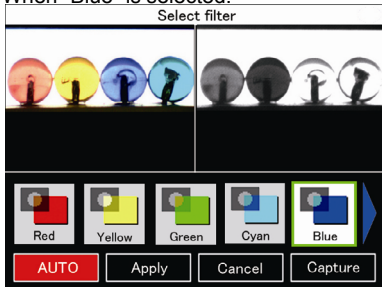 When "Blue" is selected.
Select filter
Red Yellow Green Cyan Blue
AUTO Apply Cancel Capture